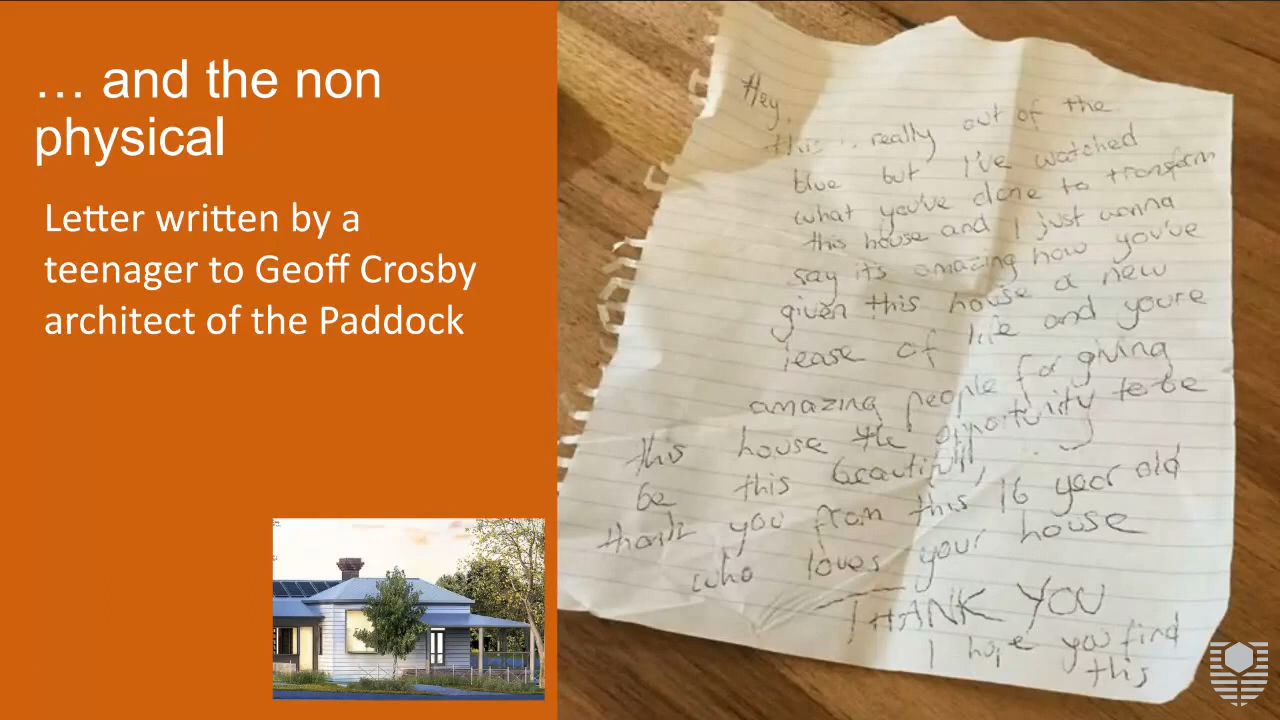 … and the non
physical
Letter written by a
teenager to Geoff Crosby
architect of the Paddock
Hey,
this is really out of the
blue but I've watched
what you've done to transform
this house and I just wanna
say it's amazing how you've
given this house a new
lease of life and youre
amazing people for giving
this house the opportunity to be
be this beautiful,
thank you from this 16 year old
who loves your house
THANK YOU
I hope you find
this